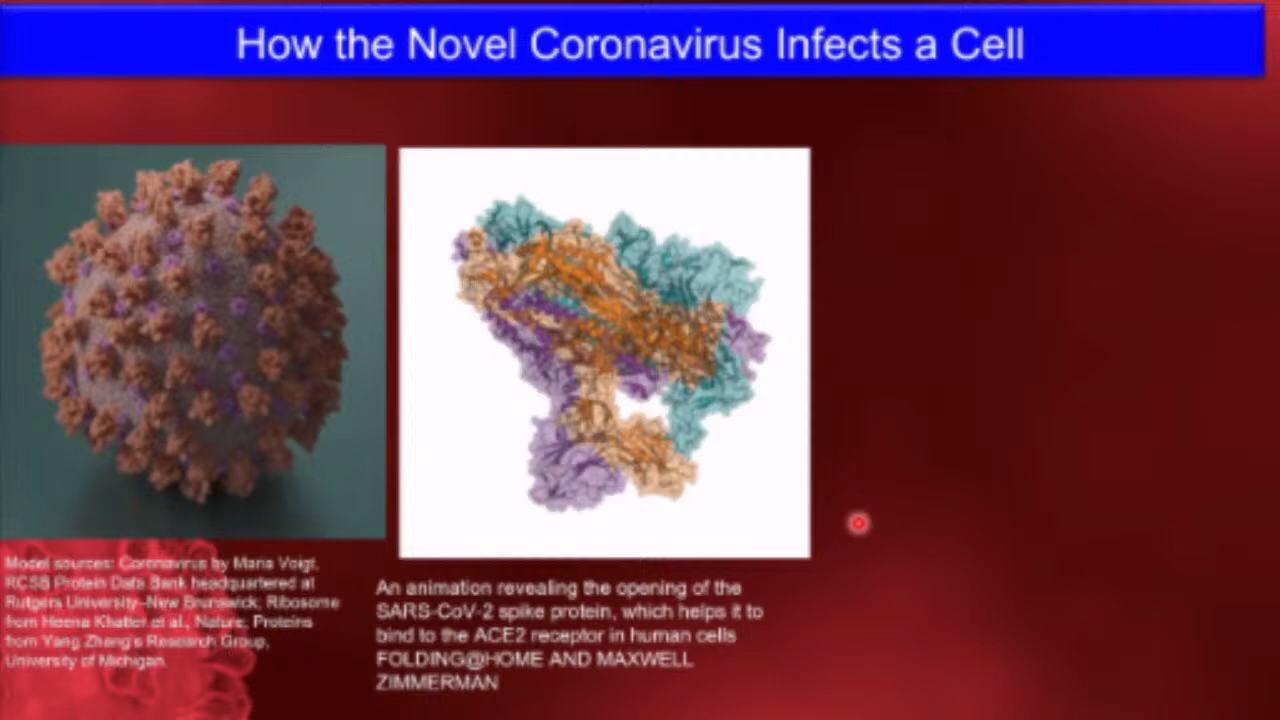 How the Novel Coronavirus Infects a Cell
Model sources: Coronavirus by Maria Voigt,
RCSB Protein Data Bank headquartered at
Rutgers University–New Brunswick; Ribosome
from Heena Khatter et al., Nature; Proteins
from Yang Zhang's Research Group,
University of Michigan.
An animation revealing the opening of the
SARS-CoV-2 spike protein, which helps it to
bind to the ACE2 receptor in human cells
FOLDING@HOME AND MAXWELL
ZIMMERMAN